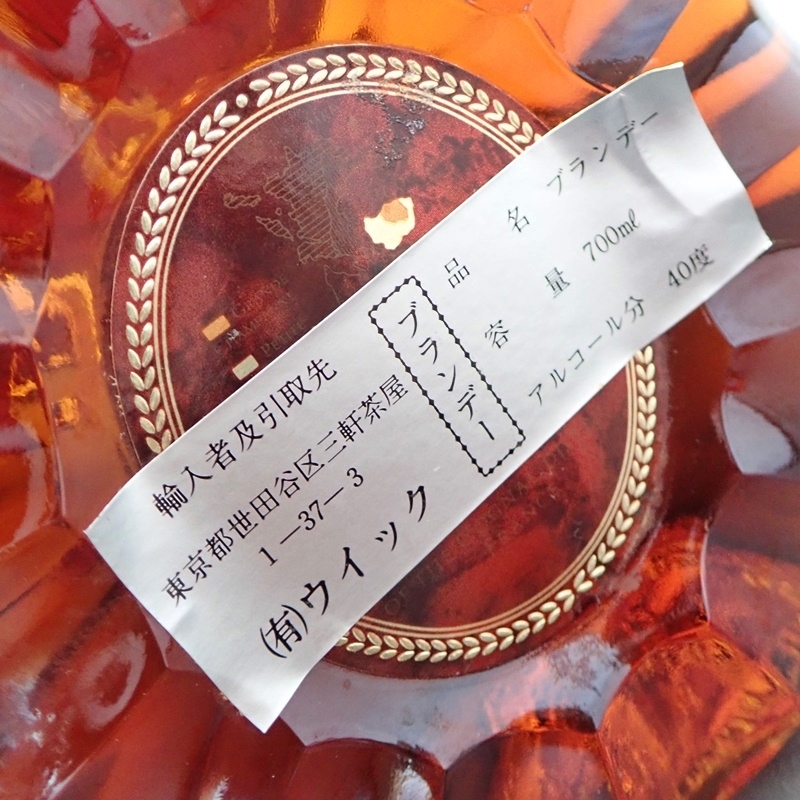 輸入者及引取先
東京都世田谷区三軒茶屋
1―37―3
(有)ウイック
ブランデー
品名 ブランデー
容量 700mℓ
アルコール分 40度